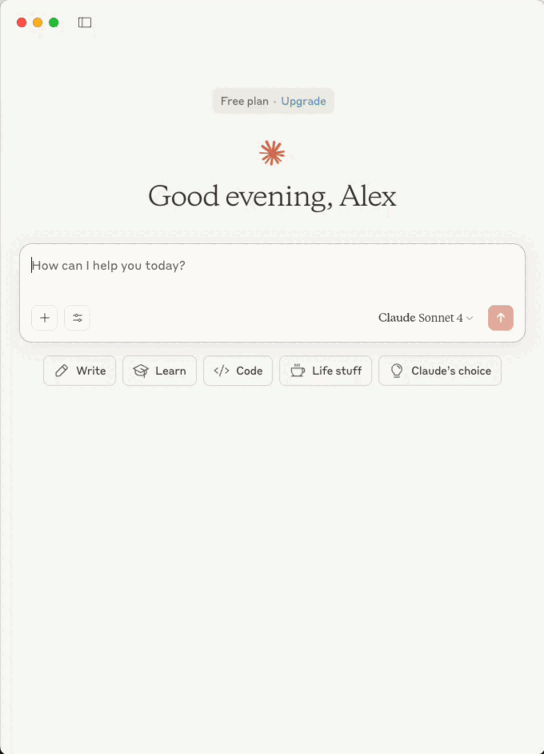 Free plan · Upgrade
Good evening, Alex
How can I help you today?
Claude Sonnet 4
Write
Learn
Code
Life stuff
Claude's choice